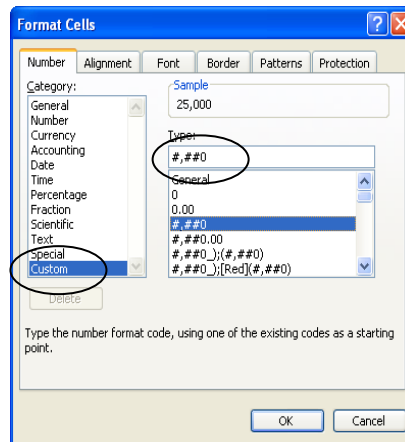 Format Cells
Number Alignment Font Border Patterns Protection
Category:
General
Number
Currency
Accounting
Date
Time
Percentage
Fraction
Scientific
Text
Special
Custom
Sample
25,000
Type:
#,##0
General
0
0.00
#,##0
#,##0.00
#,##0_);(#,##0)
#,##0_);[Red](#,##0)
Delete
Type the number format code, using one of the existing codes as a starting
point.
OK Cancel